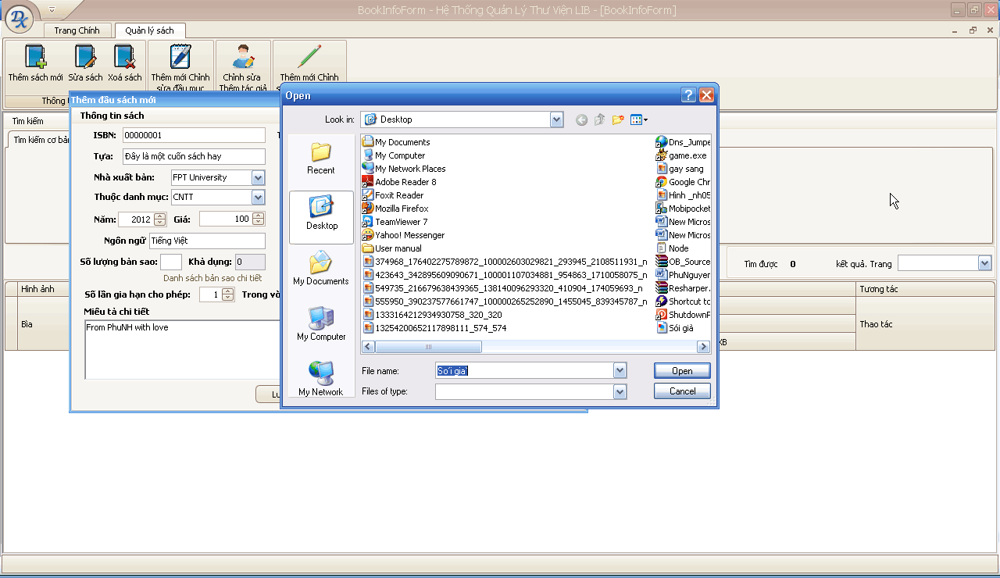 BookInfoForm - Hệ Thống Quản Lý Thư Viên LIB - [BookInfoForm]
Trang Chính
Quản lý sách
Thêm sách mới
Sửa sách
Xoá sách
Thêm mới Chỉnh
sửa đầu mục
Chỉnh sửa
Thêm tác giả
Thêm mới Chỉnh
Thông
Thêm đầu sách mới
Tìm kiếm
Tìm kiếm cơ bản
Thông tin sách
ISBN: 00000001
Tựa: Đây là một cuốn sách hay
Nhà xuất bản: FPT University
Thuộc danh mục: CNTT
Năm: 2012 Giá: 100
Ngôn ngữ Tiếng Việt
Số lượng bản sao: Khả dụng: 0
Danh sách bản sao chi tiết
Số lần gia hạn cho phép: 1 Trong vò
Miêu tả chi tiết
From PhuNH with love
Lu
Open
Look in: Desktop
Recent
Desktop
My Documents
My Computer
My Network
My Documents
My Computer
My Network Places
Adobe Reader 8
Foxit Reader
Mozilla Firefox
TeamViewer 7
Yahoo! Messenger
User manual
374968_176402275789872_100002603029821_293945_2108511931_n
423643_342895609090671_100001107034881_954863_1710058075_n
549735_216679638439365_138140096293320_410904_174059693_n
555950_390237577661747_100000265252890_1455045_839345787_n
1333164212934930758_320_320
13254200652117898111_574_574
Dns_Jumpe
game.exe
gay sang
Google Chr
Hinh _nh05
Mobipocket
New Micros
New Micros
Node
OB_Source
PhuNguyen
Resharper.
Shortcut to
ShutdownP
Sói già
File name: Sói già
Files of type:
Open
Cancel
Tìm được 0 kết quả. Trang
Hình ảnh
Bìa
Tương tác
Thao tác
XB